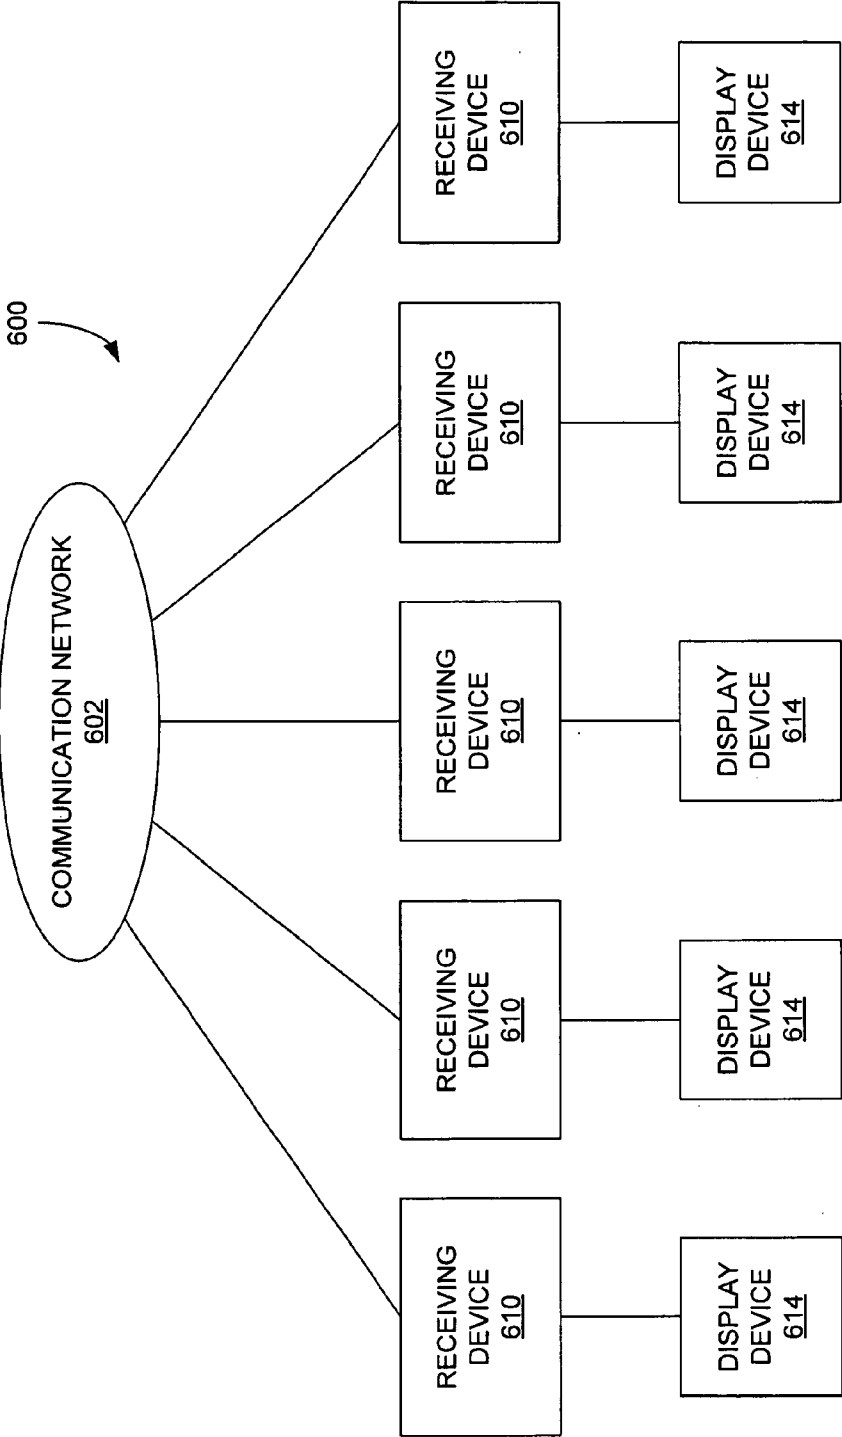 600
COMMUNICATION NETWORK
602
RECEIVING
DEVICE
610
RECEIVING
DEVICE
610
RECEIVING
DEVICE
610
RECEIVING
DEVICE
610
RECEIVING
DEVICE
610
DISPLAY
DEVICE
614
DISPLAY
DEVICE
614
DISPLAY
DEVICE
614
DISPLAY
DEVICE
614
DISPLAY
DEVICE
614